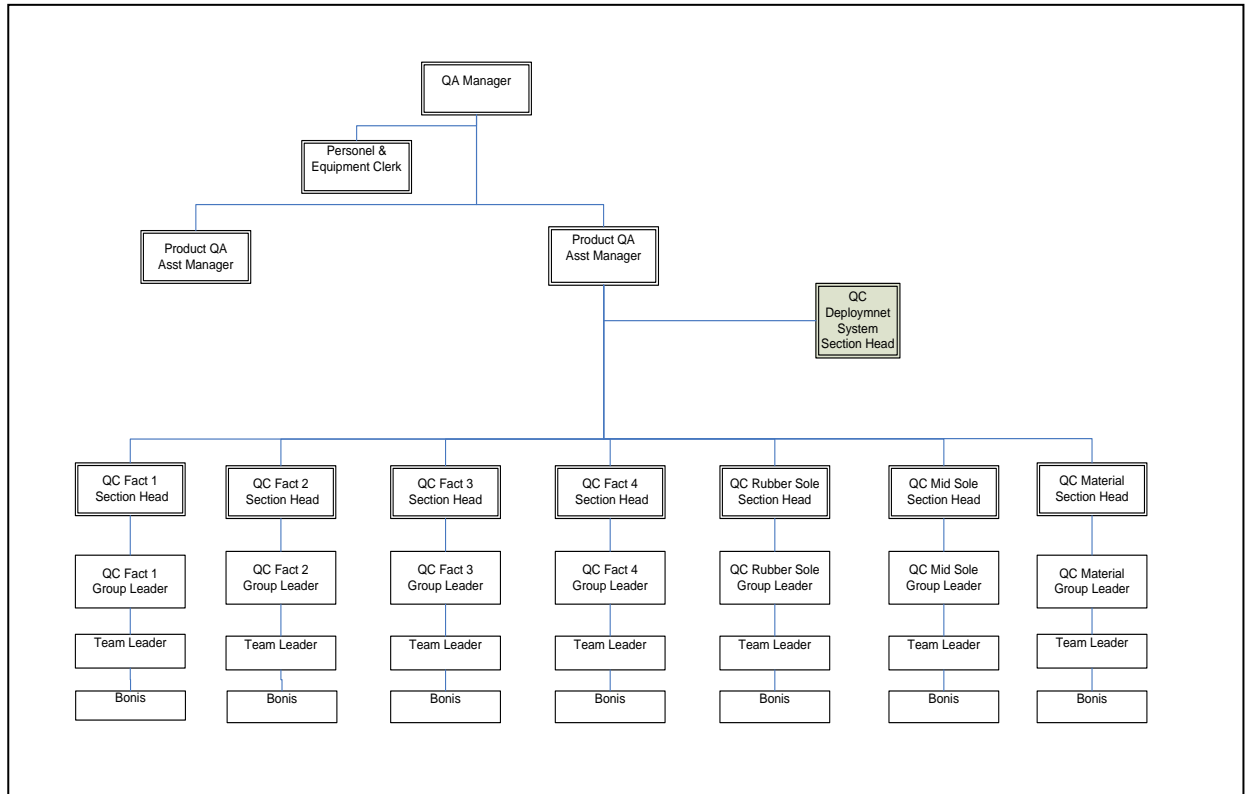 QA Manager
Personel &
Equipment Clerk
Product QA
Asst Manager
Product QA
Asst Manager
QC
Deploymnet
System
Section Head
QC Fact 1
Section Head
QC Fact 2
Section Head
QC Fact 3
Section Head
QC Fact 4
Section Head
QC Rubber Sole
Section Head
QC Mid Sole
Section Head
QC Material
Section Head
QC Fact 1
Group Leader
QC Fact 2
Group Leader
QC Fact 3
Group Leader
QC Fact 4
Group Leader
QC Rubber Sole
Group Leader
QC Mid Sole
Group Leader
QC Material
Group Leader
Team Leader
Team Leader
Team Leader
Team Leader
Team Leader
Team Leader
Team Leader
Bonis
Bonis
Bonis
Bonis
Bonis
Bonis
Bonis